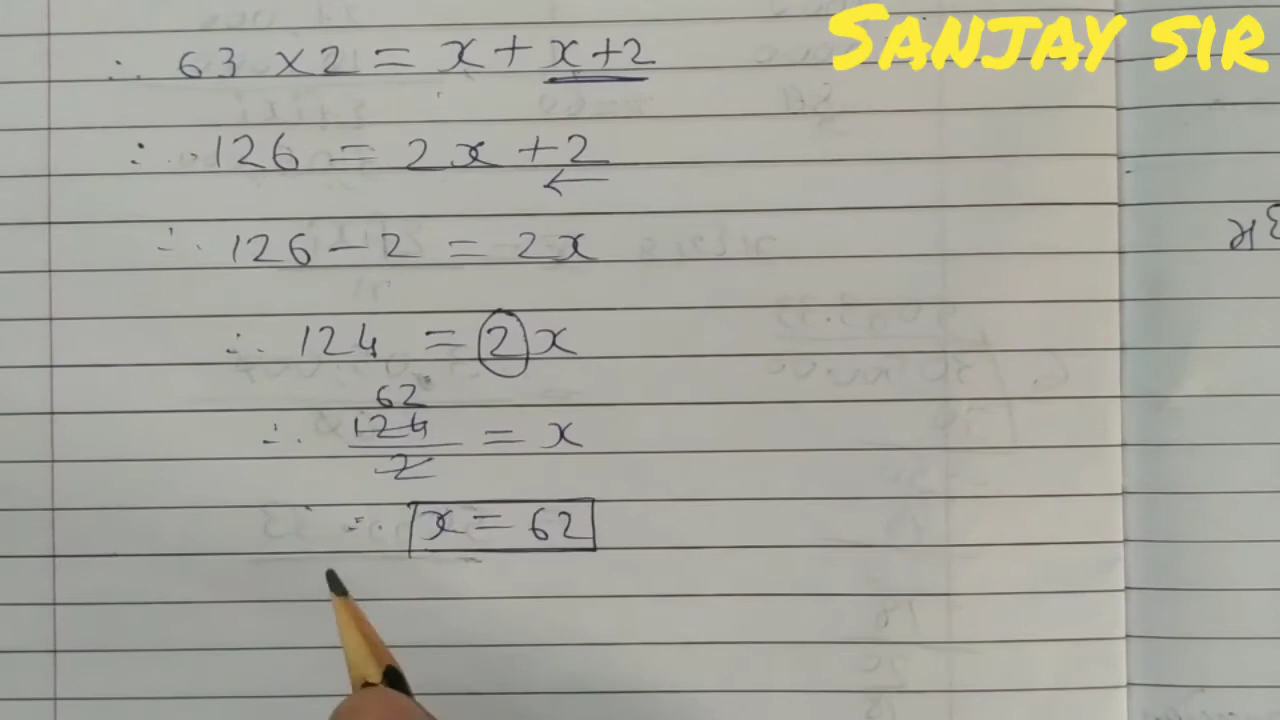 SANJAY SIR
∴ 63 × 2 = x + x + 2
∴ 126 = 2x + 2
←
∴ 126 - 2 = 2x
∴ 124 = 2x
62
∴ 124/2 = x
∴ x = 62